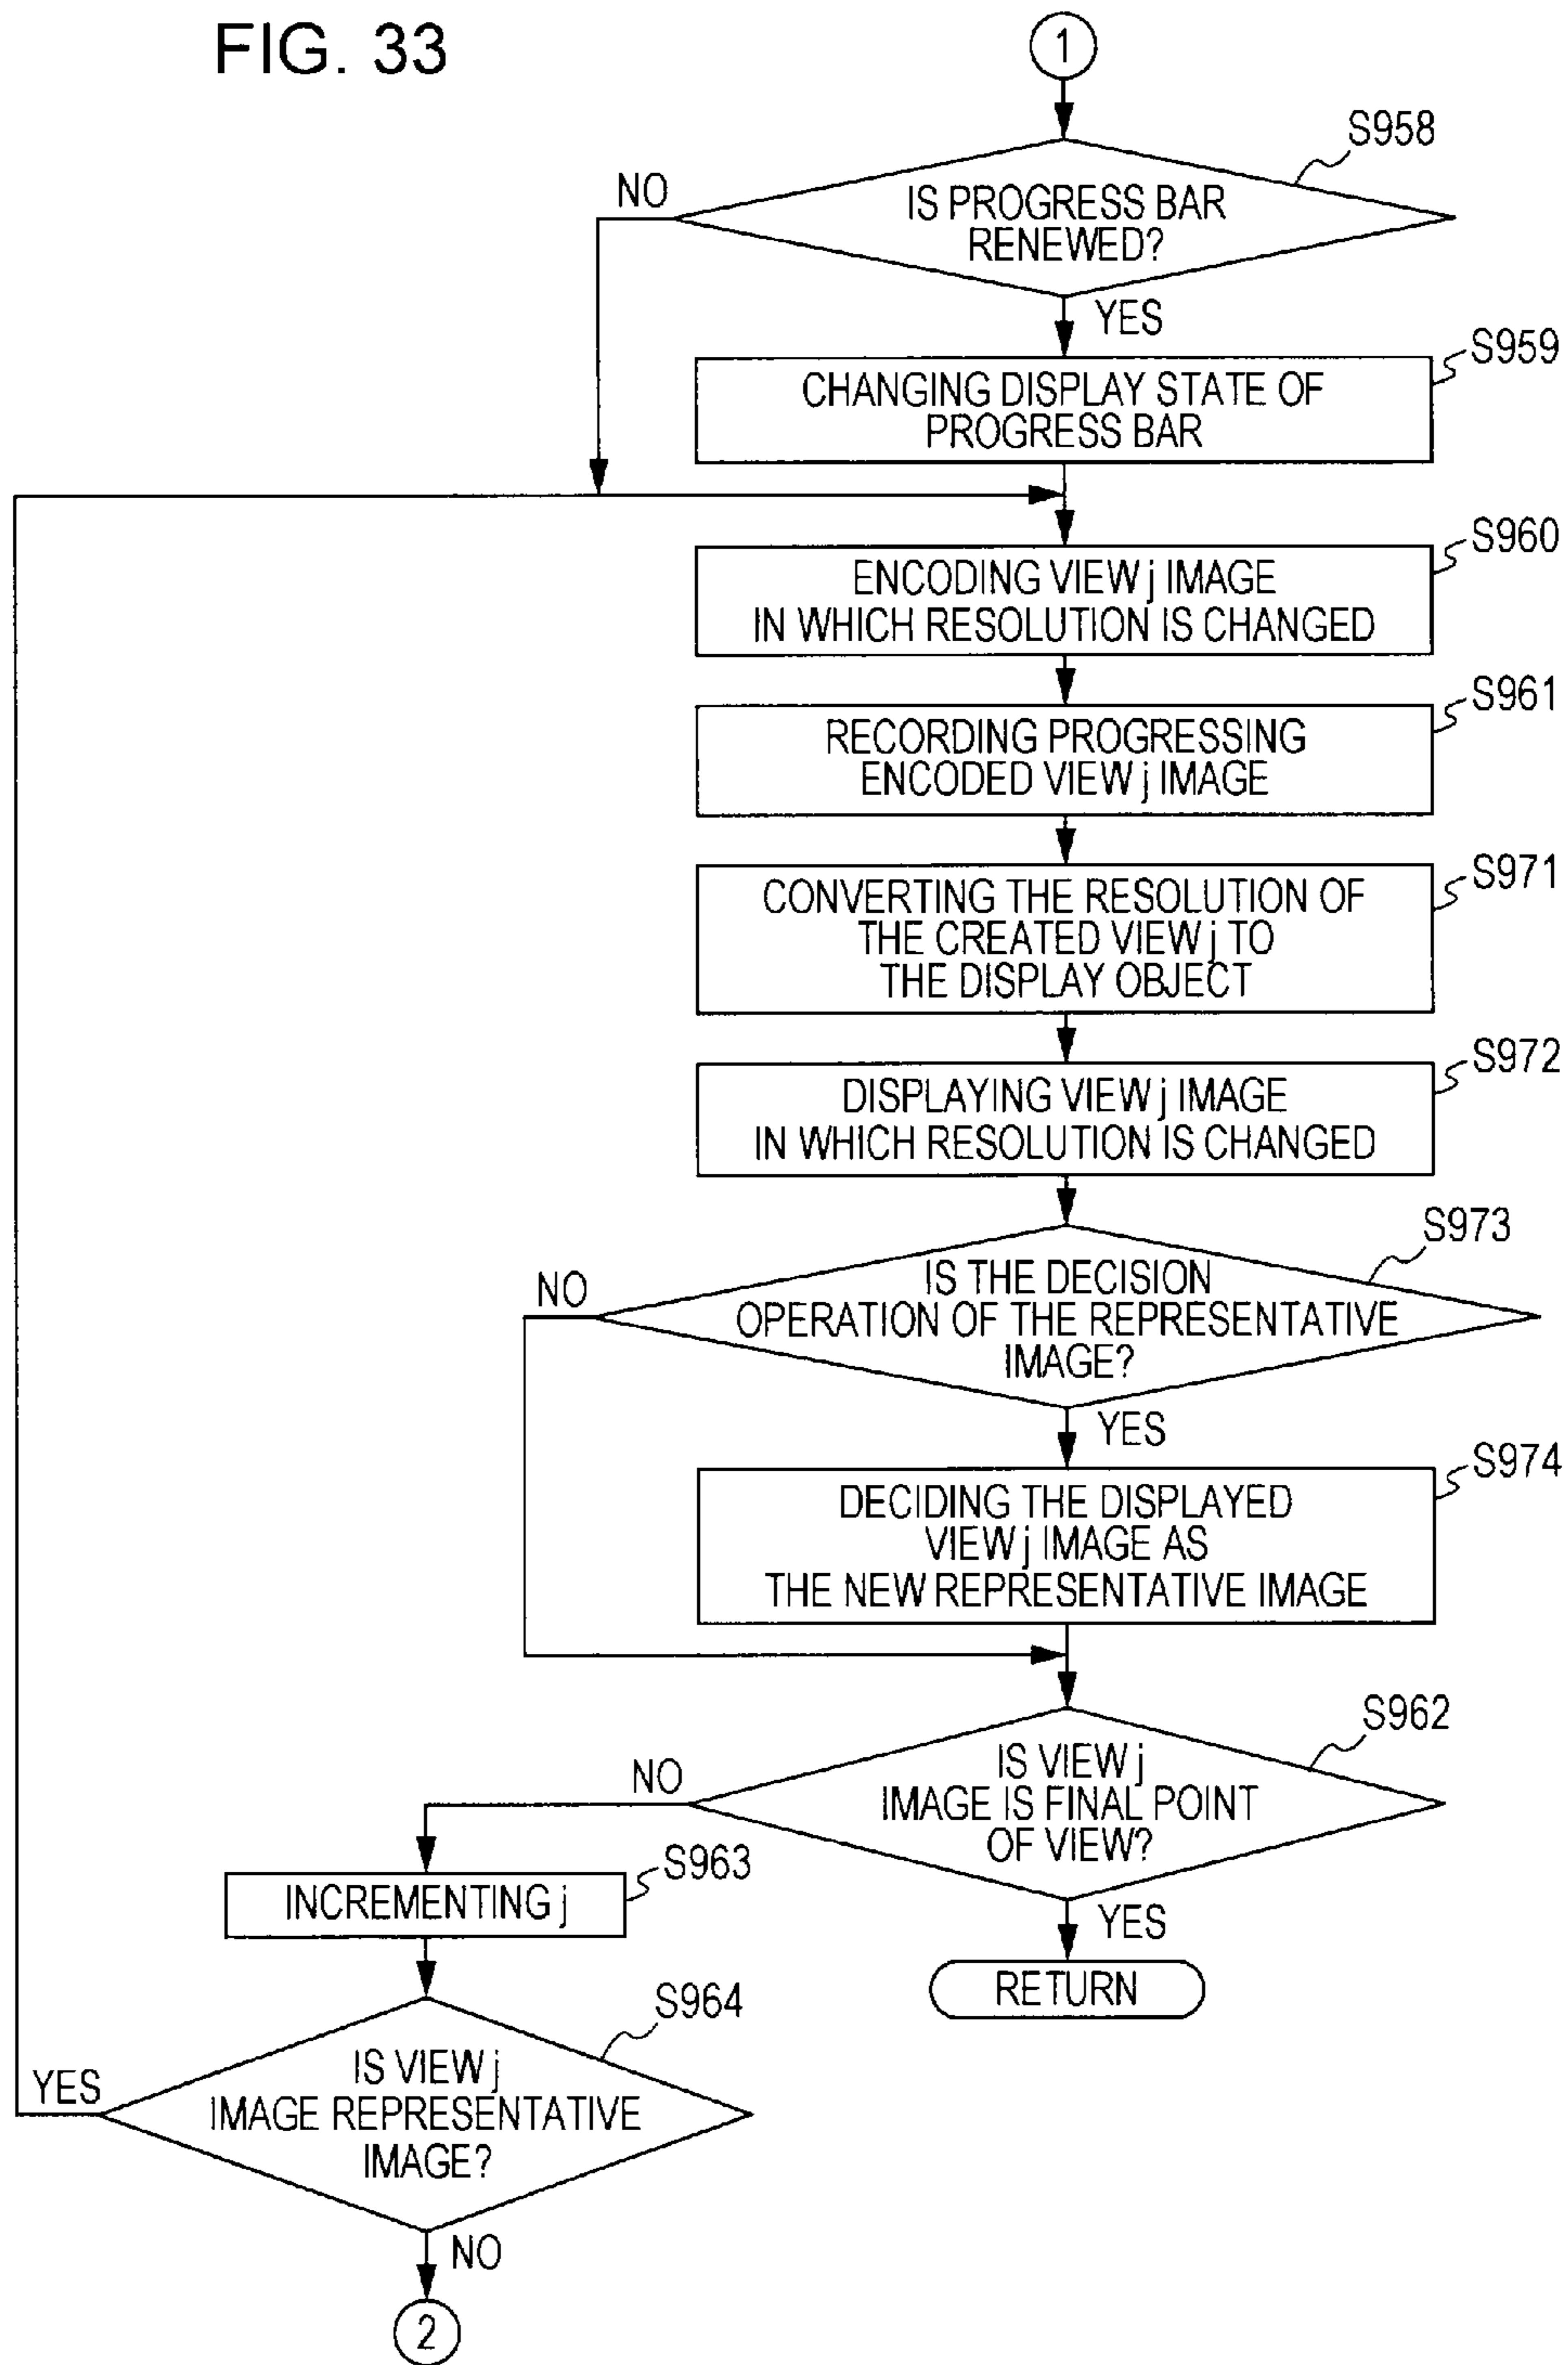 FIG. 33
1
S958
NO
IS PROGRESS BAR
RENEWED?
YES
S959
CHANGING DISPLAY STATE OF
PROGRESS BAR
S960
ENCODING VIEW j IMAGE
IN WHICH RESOLUTION IS CHANGED
S961
RECORDING PROGRESSING
ENCODED VIEW j IMAGE
S971
CONVERTING THE RESOLUTION OF
THE CREATED VIEW j TO
THE DISPLAY OBJECT
S972
DISPLAYING VIEW j IMAGE
IN WHICH RESOLUTION IS CHANGED
S973
NO
IS THE DECISION
OPERATION OF THE REPRESENTATIVE
IMAGE?
YES
S974
DECIDING THE DISPLAYED
VIEW j IMAGE AS
THE NEW REPRESENTATIVE IMAGE
S962
NO
IS VIEW j
IMAGE IS FINAL POINT
OF VIEW?
YES
RETURN
S963
INCREMENTING j
S964
YES
IS VIEW j
IMAGE REPRESENTATIVE
IMAGE?
NO
2